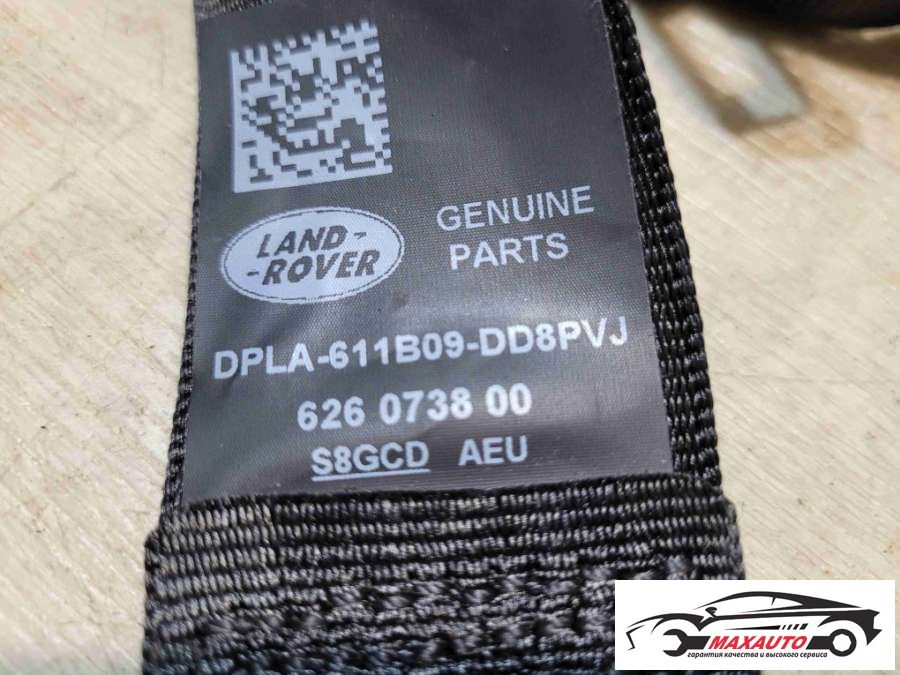 LAND-
-ROVER
GENUINE
PARTS
DPLA-611B09-DD8PVJ
626 0738 00
S8GCD AEU
MAXAUTO
гарантия качества и высокого сервиса